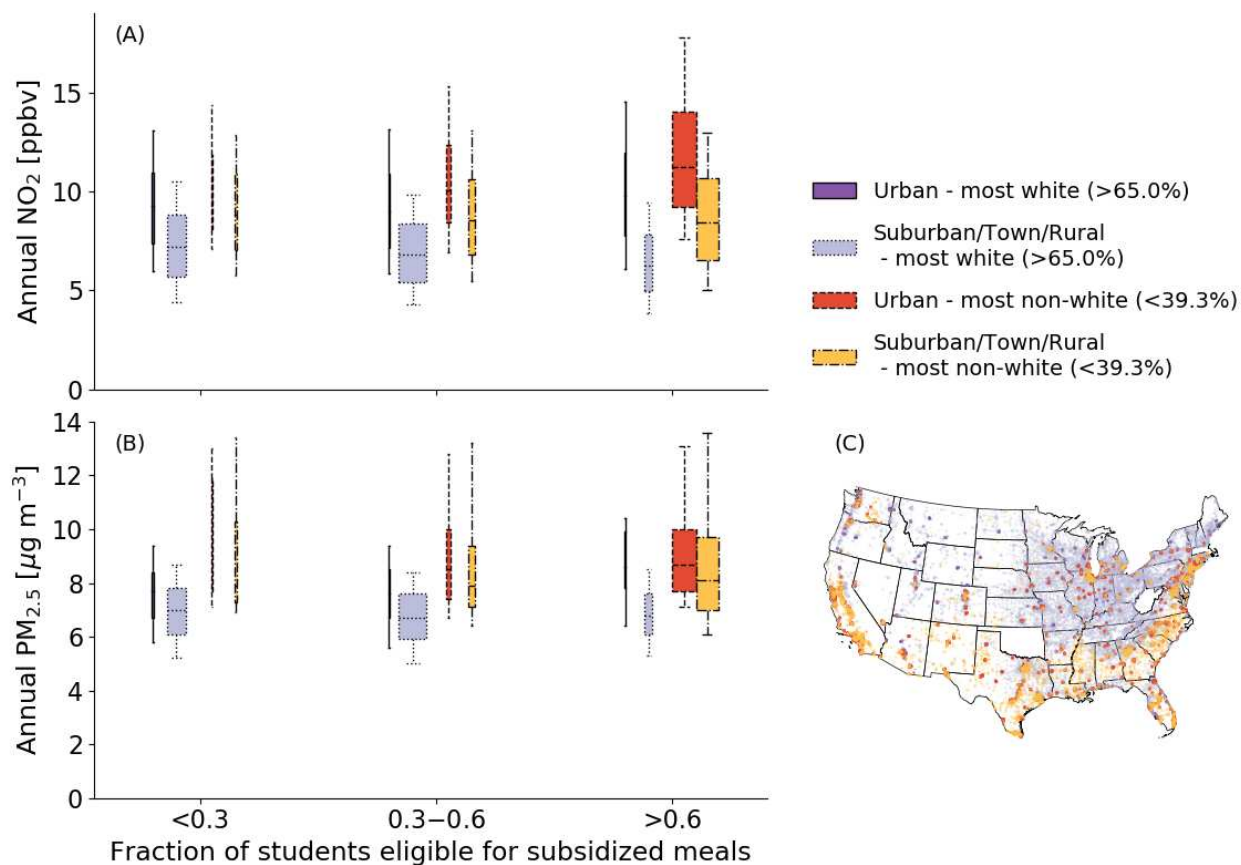 (A)
Annual NO₂ [ppbv]
15
10
5
0
Urban - most white (>65.0%)
Suburban/Town/Rural
- most white (>65.0%)
Urban - most non-white (<39.3%)
Suburban/Town/Rural
- most non-white (<39.3%)
(B)
Annual PM₂.₅ [μg m⁻³]
14
12
10
8
6
4
2
0
<0.3
0.3−0.6
>0.6
Fraction of students eligible for subsidized meals
(C)